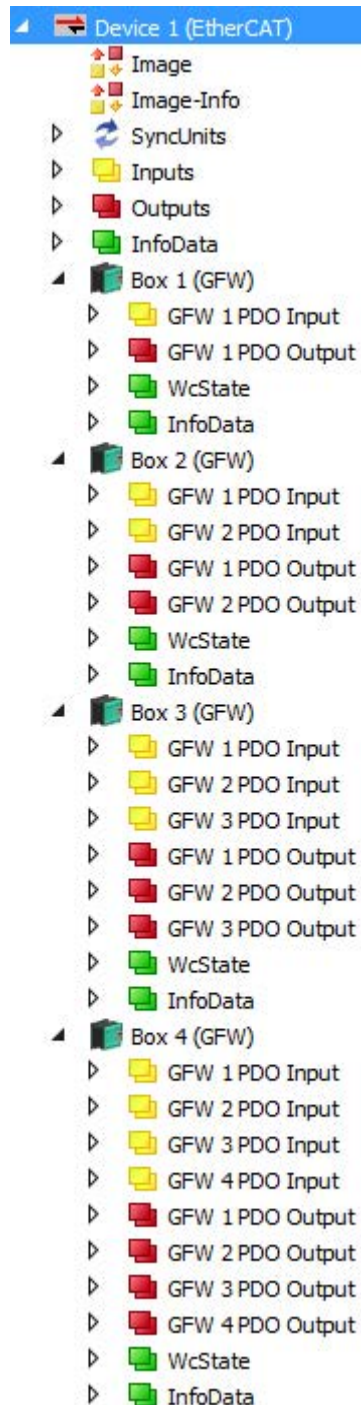 Device 1 (EtherCAT)
Image
Image-Info
SyncUnits
Inputs
Outputs
InfoData
Box 1 (GFW)
GFW 1 PDO Input
GFW 1 PDO Output
WcState
InfoData
Box 2 (GFW)
GFW 1 PDO Input
GFW 2 PDO Input
GFW 1 PDO Output
GFW 2 PDO Output
WcState
InfoData
Box 3 (GFW)
GFW 1 PDO Input
GFW 2 PDO Input
GFW 3 PDO Input
GFW 1 PDO Output
GFW 2 PDO Output
GFW 3 PDO Output
WcState
InfoData
Box 4 (GFW)
GFW 1 PDO Input
GFW 2 PDO Input
GFW 3 PDO Input
GFW 4 PDO Input
GFW 1 PDO Output
GFW 2 PDO Output
GFW 3 PDO Output
GFW 4 PDO Output
WcState
InfoData